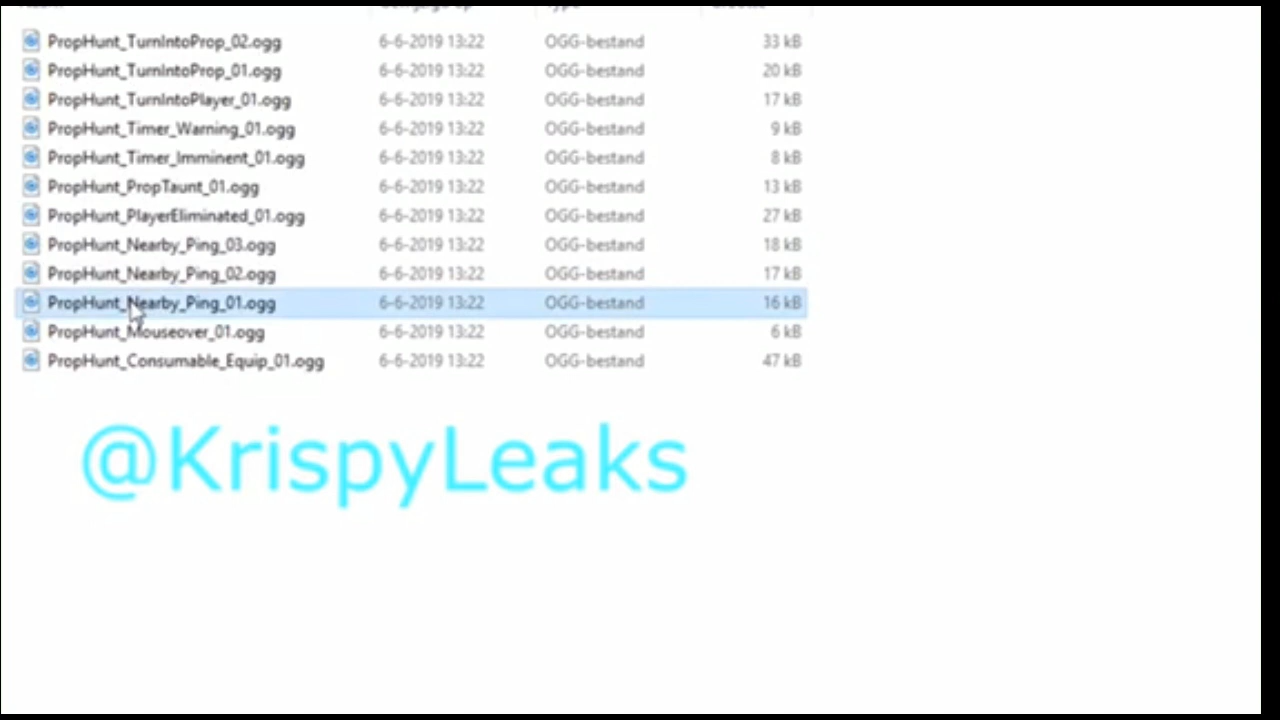 PropHunt_TurnIntoProp_02.ogg 6-6-2019 13:22 OGG-bestand 33 kB
PropHunt_TurnIntoProp_01.ogg 6-6-2019 13:22 OGG-bestand 20 kB
PropHunt_TurnIntoPlayer_01.ogg 6-6-2019 13:22 OGG-bestand 17 kB
PropHunt_Timer_Warning_01.ogg 6-6-2019 13:22 OGG-bestand 9 kB
PropHunt_Timer_Imminent_01.ogg 6-6-2019 13:22 OGG-bestand 8 kB
PropHunt_PropTaunt_01.ogg 6-6-2019 13:22 OGG-bestand 13 kB
PropHunt_PlayerEliminated_01.ogg 6-6-2019 13:22 OGG-bestand 27 kB
PropHunt_Nearby_Ping_03.ogg 6-6-2019 13:22 OGG-bestand 18 kB
PropHunt_Nearby_Ping_02.ogg 6-6-2019 13:22 OGG-bestand 17 kB
PropHunt_Nearby_Ping_01.ogg 6-6-2019 13:22 OGG-bestand 16 kB
PropHunt_Mouseover_01.ogg 6-6-2019 13:22 OGG-bestand 6 kB
PropHunt_Consumable_Equip_01.ogg 6-6-2019 13:22 OGG-bestand 47 kB
@KrispyLeaks